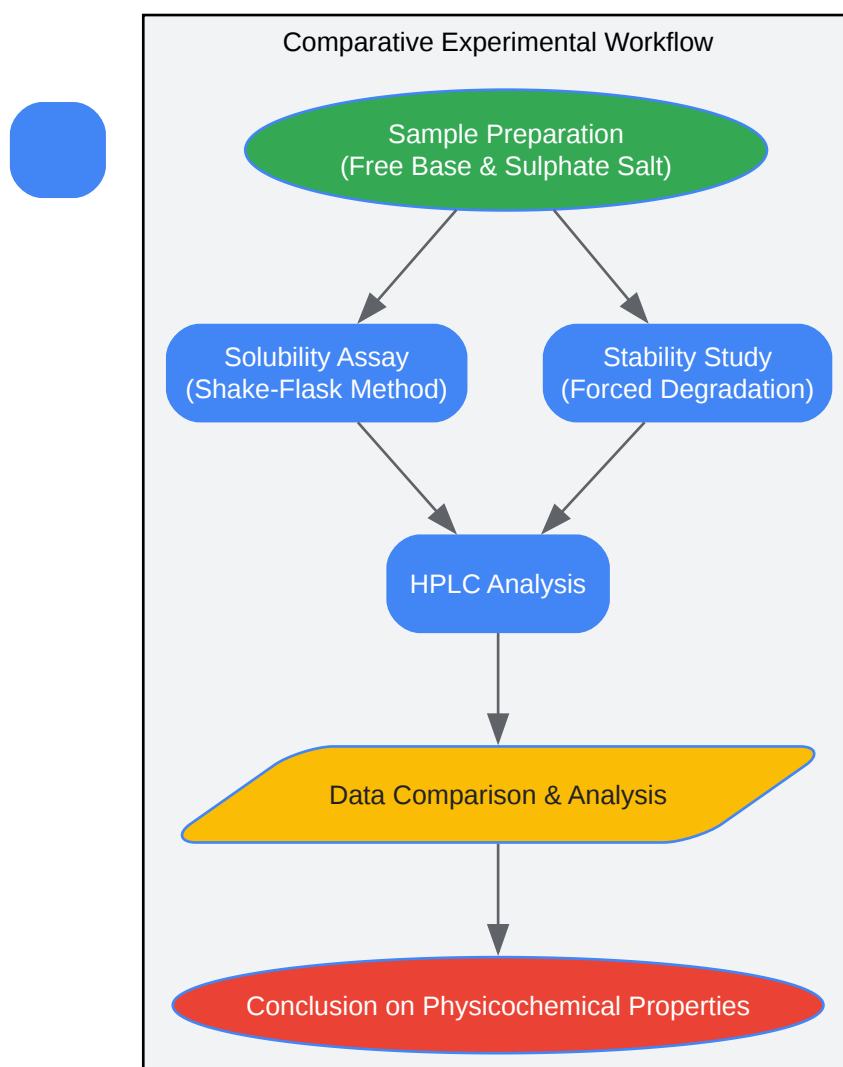 Comparative Experimental Workflow
Sample Preparation
(Free Base & Sulphate Salt)
Solubility Assay
(Shake-Flask Method)
Stability Study
(Forced Degradation)
HPLC Analysis
Data Comparison & Analysis
Conclusion on Physicochemical Properties